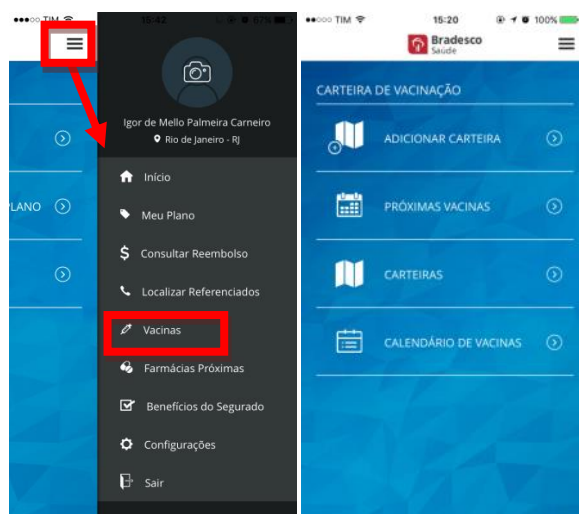 TIM
15:42
67%
PLANO
Igor de Mello Palmeira Carneiro
Rio de Janeiro - RJ
Início
Meu Plano
Consultar Reembolso
Localizar Referenciados
Vacinas
Farmácias Próximas
Benefícios do Segurado
Configurações
Sair
TIM
15:20
100%
Bradesco
Saúde
CARTEIRA DE VACINAÇÃO
ADICIONAR CARTEIRA
PRÓXIMAS VACINAS
CARTEIRAS
CALENDÁRIO DE VACINAS